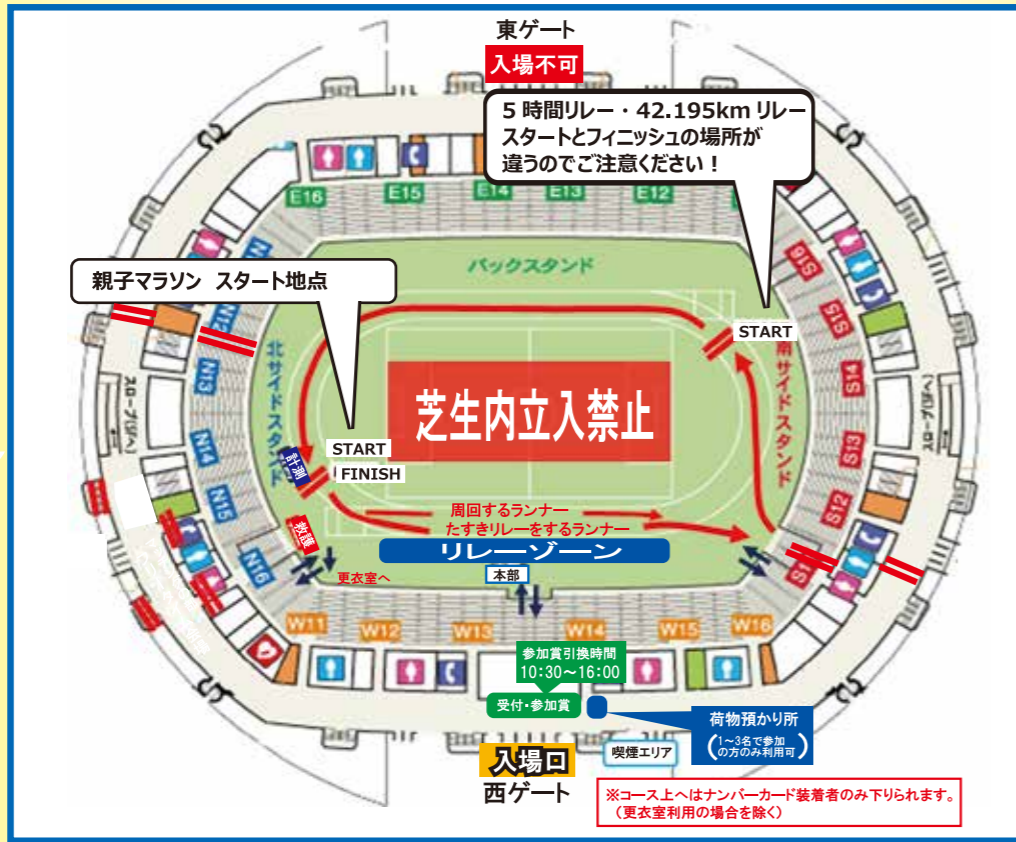 東ゲート
入場不可
5 時間リレー・42.195km リレー
スタートとフィニッシュの場所が
違うのでご注意ください！
E16
E15
E14
E13
E12
バックスタンド
親子マラソン スタート地点
START
START
FINISH
芝生内立入禁止
北サイドスタンド
南サイドスタンド
N12
N13
N14
N15
N16
S16
S15
S14
S13
S12
計測
救護
周回するランナー
たすきリレーをするランナー
リレーゾーン
本部
更衣室へ
W11
W12
W13
W14
W15
W16
参加賞引換時間
10:30～16:00
受付・参加賞
荷物預かり所
(1～3名で参加
の方のみ利用可)
喫煙エリア
入場口
西ゲート
※コース上へはナンバーカード装着者のみ下りられます。
（更衣室利用の場合を除く）